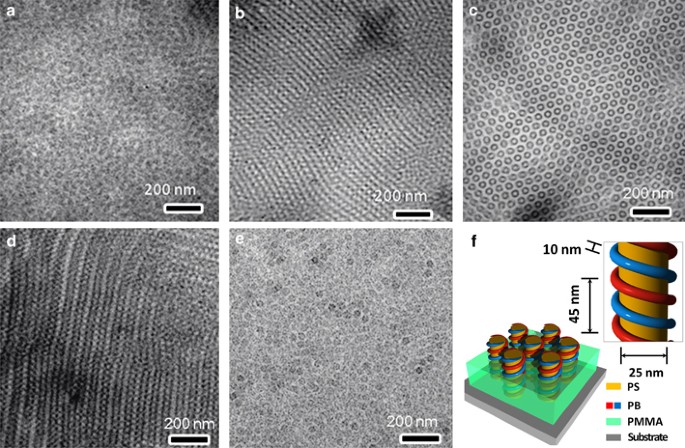 a
200 nm
b
200 nm
c
200 nm
d
200 nm
e
200 nm
f
10 nm
45 nm
25 nm
PS
PB
PMMA
Substrate